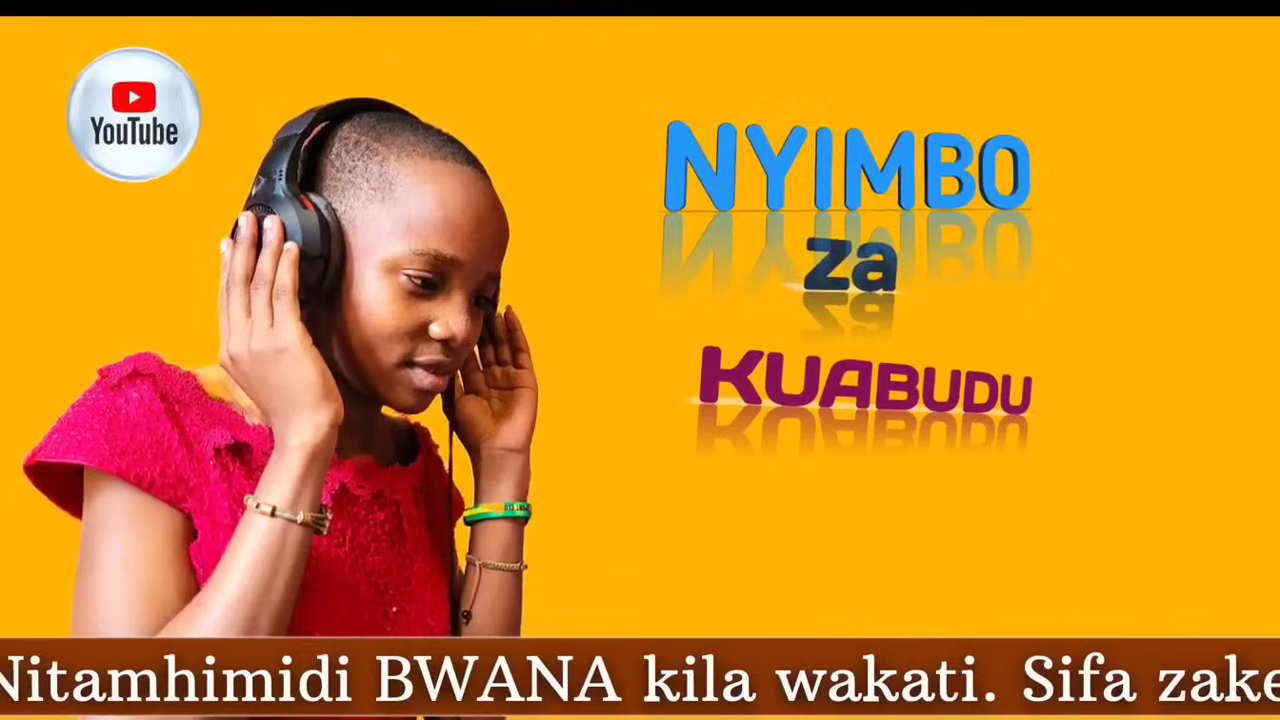 YouTube
NYIMBO
za
KUABUDU
Nitamhimidi BWANA kila wakati. Sifa zake